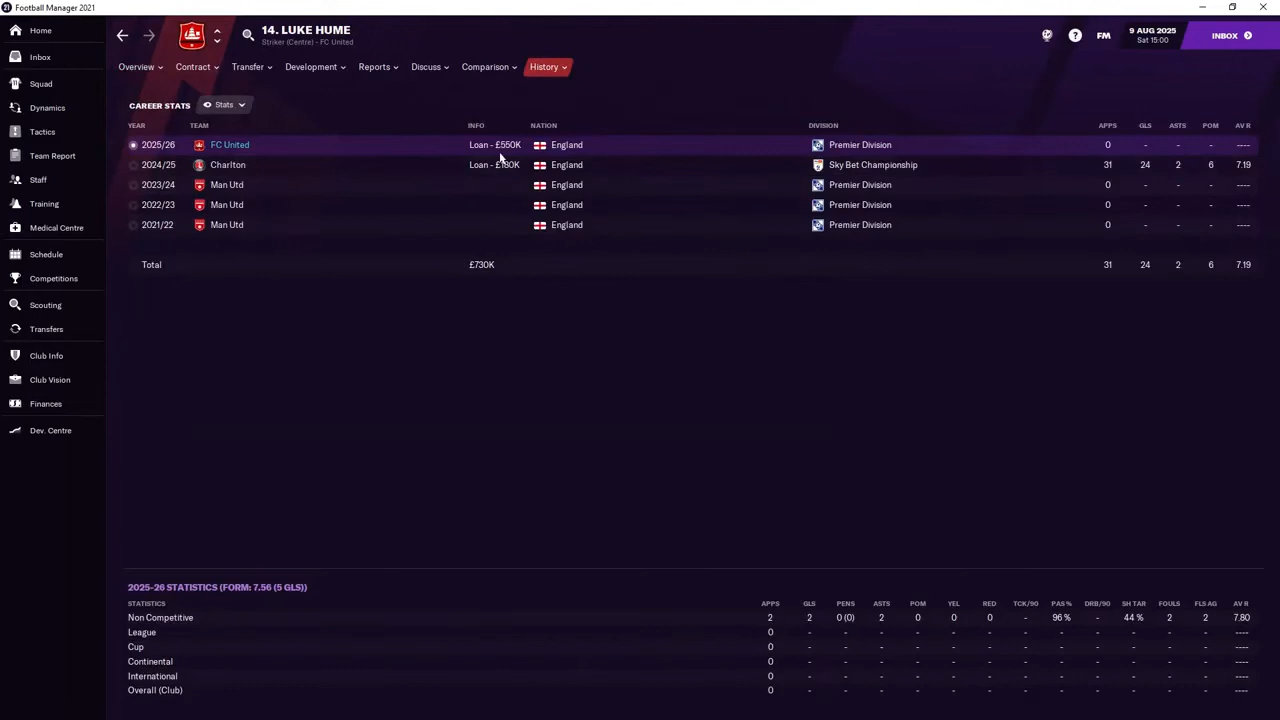 Football Manager 2021
Home
Inbox
Squad
Dynamics
Tactics
Team Report
Staff
Training
Medical Centre
Schedule
Competitions
Scouting
Transfers
Club Info
Club Vision
Finances
Dev. Centre
14. LUKE HUME
Striker (Centre) - FC United
? FM 9 AUG 2025 Sat 15:00 INBOX
Overview Contract Transfer Development Reports Discuss Comparison History
CAREER STATS Stats
YEAR TEAM INFO NATION DIVISION APPS GLS ASTS POM AV R
2025/26 FC United Loan - £550K England Premier Division 0 - - - ----
2024/25 Charlton Loan - £180K England Sky Bet Championship 31 24 2 6 7.19
2023/24 Man Utd England Premier Division 0 - - - ----
2022/23 Man Utd England Premier Division 0 - - - ----
2021/22 Man Utd England Premier Division 0 - - - ----
Total £730K 31 24 2 6 7.19
2025-26 STATISTICS (FORM: 7.56 (5 GLS))
STATISTICS APPS GLS PENS ASTS POM YEL RED TCK/90 PAS % DRB/90 SH TAR FOULS FLS AG AV R
Non Competitive 2 2 0 (0) 2 0 0 0 - 96 % - 44 % 2 2 7.80
League 0 - - - - - - - - - - - - ----
Cup 0 - - - - - - - - - - - - ----
Continental 0 - - - - - - - - - - - - ----
International 0 - - - - - - - - - - - - ----
Overall (Club) 0 - - - - - - - - - - - - ----